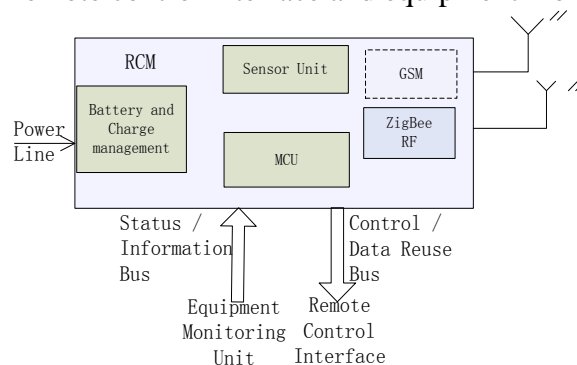 RCM
Sensor Unit
GSM
Battery and
Charge
management
ZigBee
RF
MCU
Power
Line
Status /
Information
Bus
Control /
Data Reuse
Bus
Equipment
Monitoring
Unit
Remote
Control
Interface